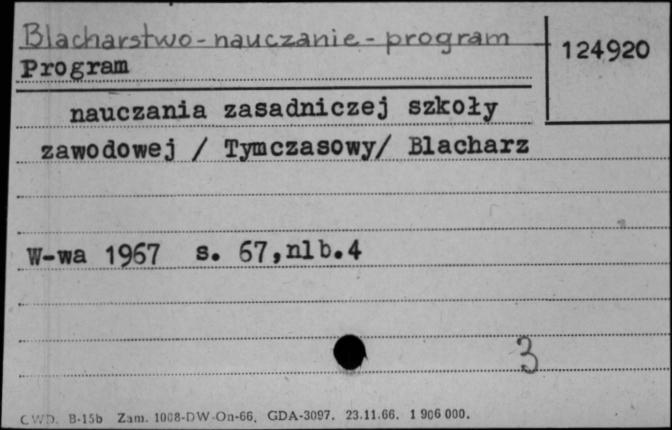 Blacharstwo - nauczanie - program
124920
Program
nauczania zasadniczej szkoły
zawodowej / Tymczasowy/ Blacharz
W-wa 1967 s. 67,nlb.4
3
CWD. B-15b Zam. 1008-DW-On-66. GDA-3097. 23.11.66. 1 906 000.